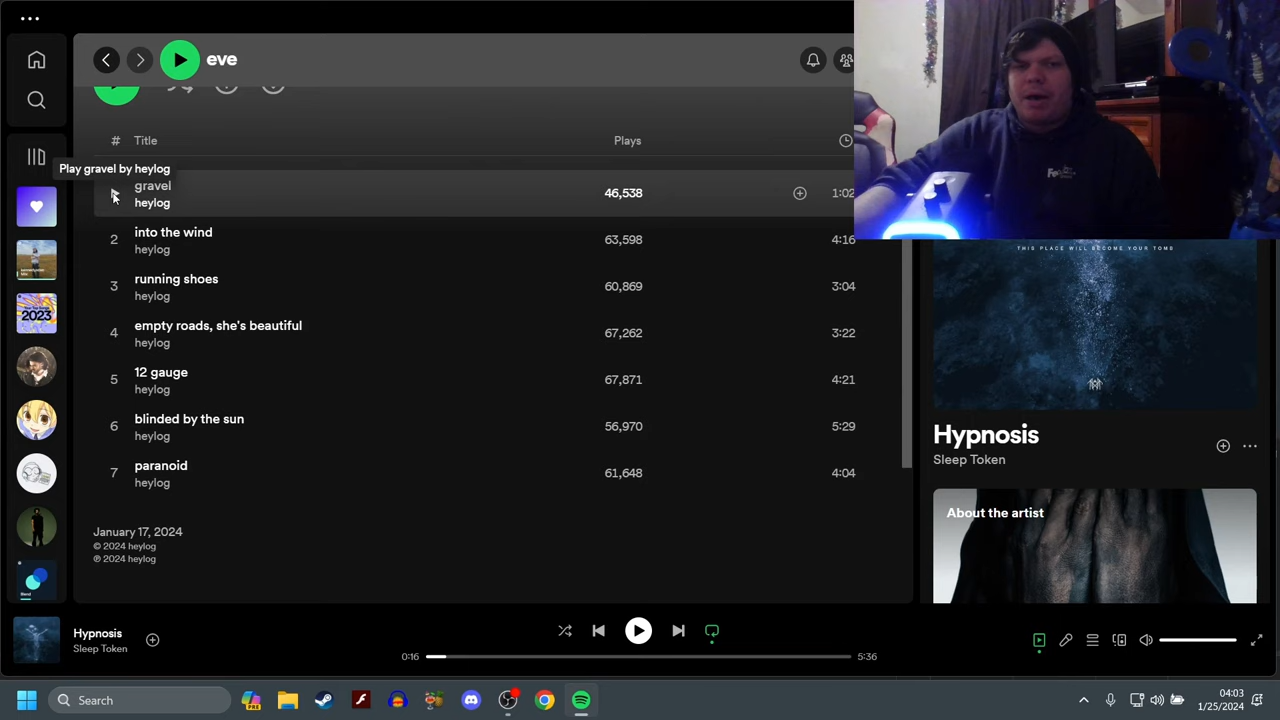 eve
# Title Plays
Play gravel by heylog
gravel 46,538 1:02
heylog
2 into the wind 63,598 4:16
heylog
3 running shoes 60,869 3:04
heylog
4 empty roads, she's beautiful 67,262 3:22
heylog
5 12 gauge 67,871 4:21
heylog
6 blinded by the sun 56,970 5:29
heylog
7 paranoid 61,648 4:04
heylog
January 17, 2024
© 2024 heylog
℗ 2024 heylog
2023
Blend
THIS PLACE WILL BECOME YOUR TOMB
Hypnosis
Sleep Token
About the artist
Hypnosis
Sleep Token
0:16 5:36
Search
PRE
04:03
1/25/2024